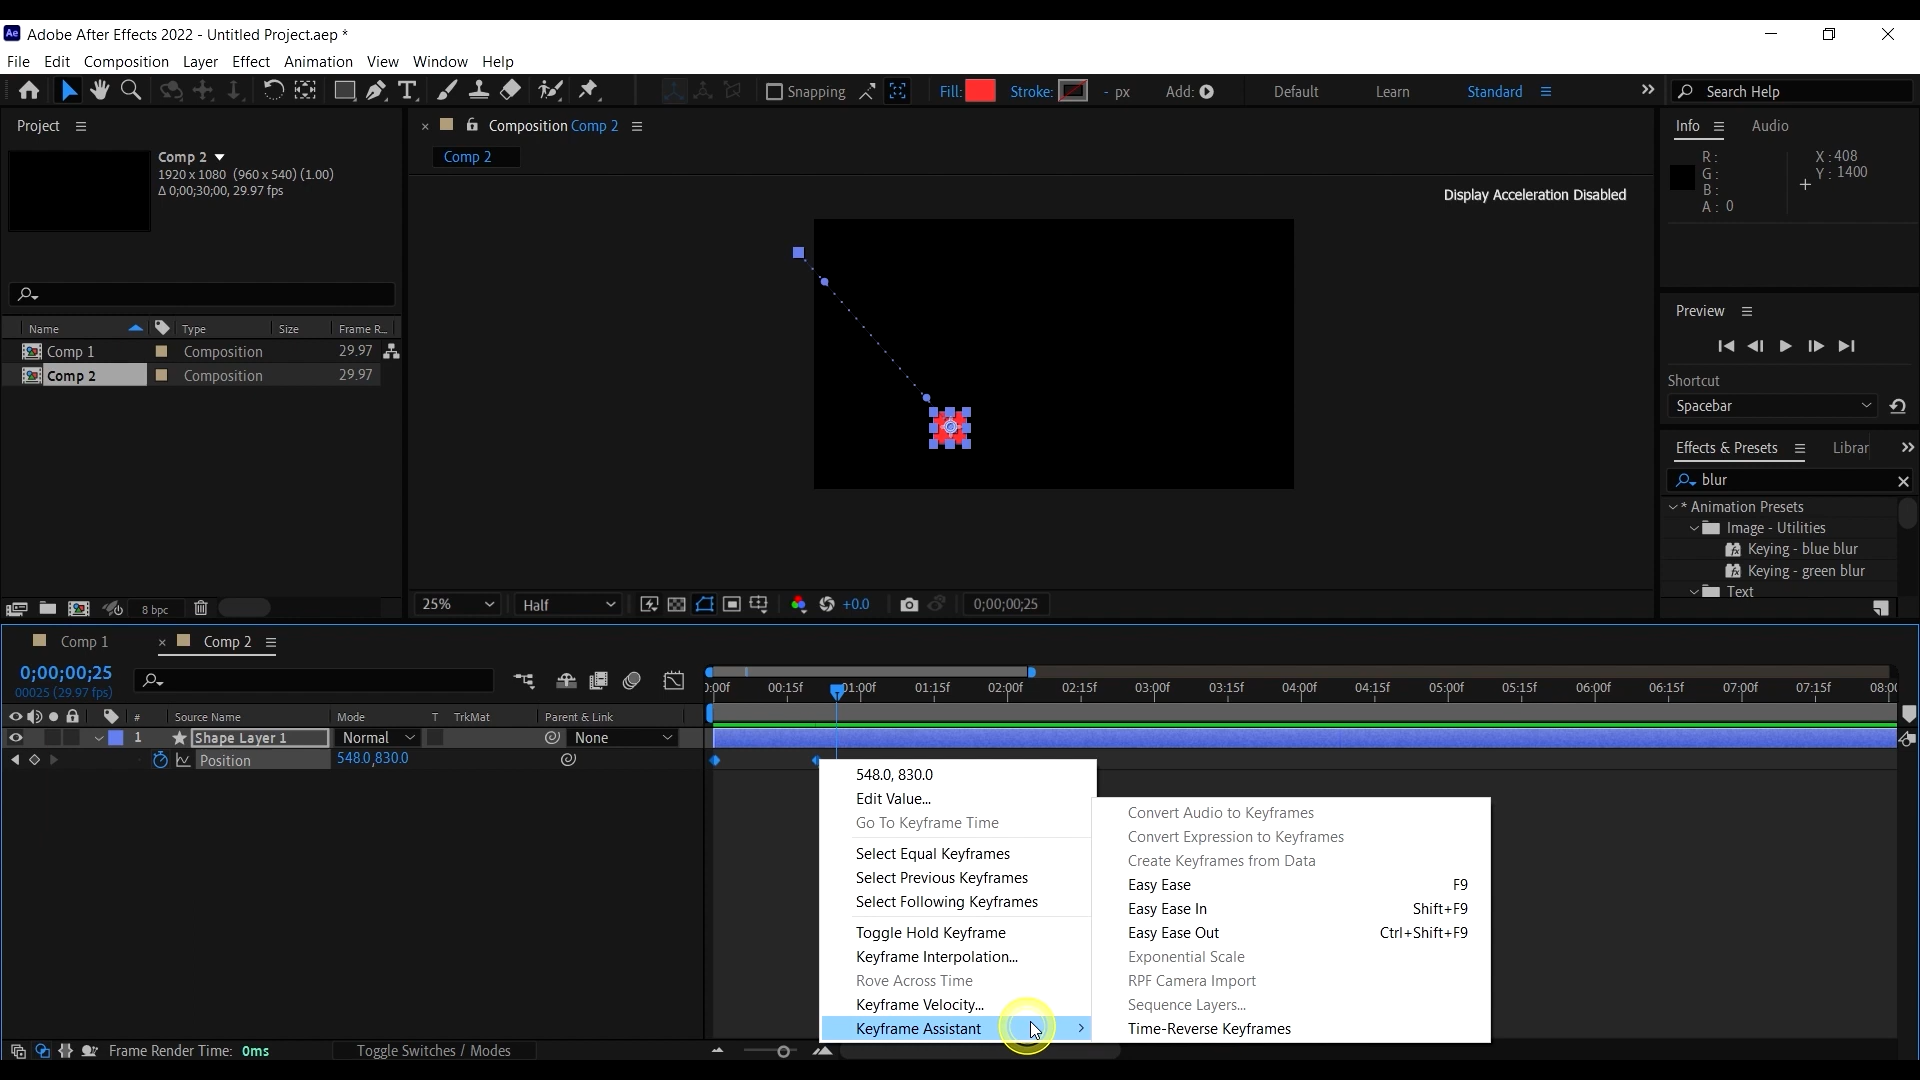 Ae Adobe After Effects 2022 - Untitled Project.aep *
File Edit Composition Layer Effect Animation View Window Help
Snapping Fill: Stroke: - px Add: Default Learn Standard Search Help
Project
Comp 2
1920 x 1080 (960 x 540) (1.00)
Δ 0;00;30;00, 29.97 fps
Name Type Size Frame R...
Comp 1 Composition 29.97
Comp 2 Composition 29.97
8 bpc
Composition Comp 2
Comp 2
Display Acceleration Disabled
25% Half +0.0 0;00;00;25
Info Audio
R: X : 408
G: Y : 1400
B:
A: 0
Preview
Shortcut
Spacebar
Effects & Presets Librar
blur
* Animation Presets
Image - Utilities
Keying - blue blur
Keying - green blur
Text
Comp 1 Comp 2
0;00;00;25
00025 (29.97 fps)
):00f 00:15f 01:00f 01:15f 02:00f 02:15f 03:00f 03:15f 04:00f 04:15f 05:00f 05:15f 06:00f 06:15f 07:00f 07:15f 08:00
# Source Name Mode T TrkMat Parent & Link
1 Shape Layer 1 Normal None
Position 548.0,830.0
548.0, 830.0
Edit Value...
Go To Keyframe Time
Select Equal Keyframes
Select Previous Keyframes
Select Following Keyframes
Toggle Hold Keyframe
Keyframe Interpolation...
Rove Across Time
Keyframe Velocity...
Keyframe Assistant
Convert Audio to Keyframes
Convert Expression to Keyframes
Create Keyframes from Data
Easy Ease F9
Easy Ease In Shift+F9
Easy Ease Out Ctrl+Shift+F9
Exponential Scale
RPF Camera Import
Sequence Layers...
Time-Reverse Keyframes
Frame Render Time: 0ms Toggle Switches / Modes